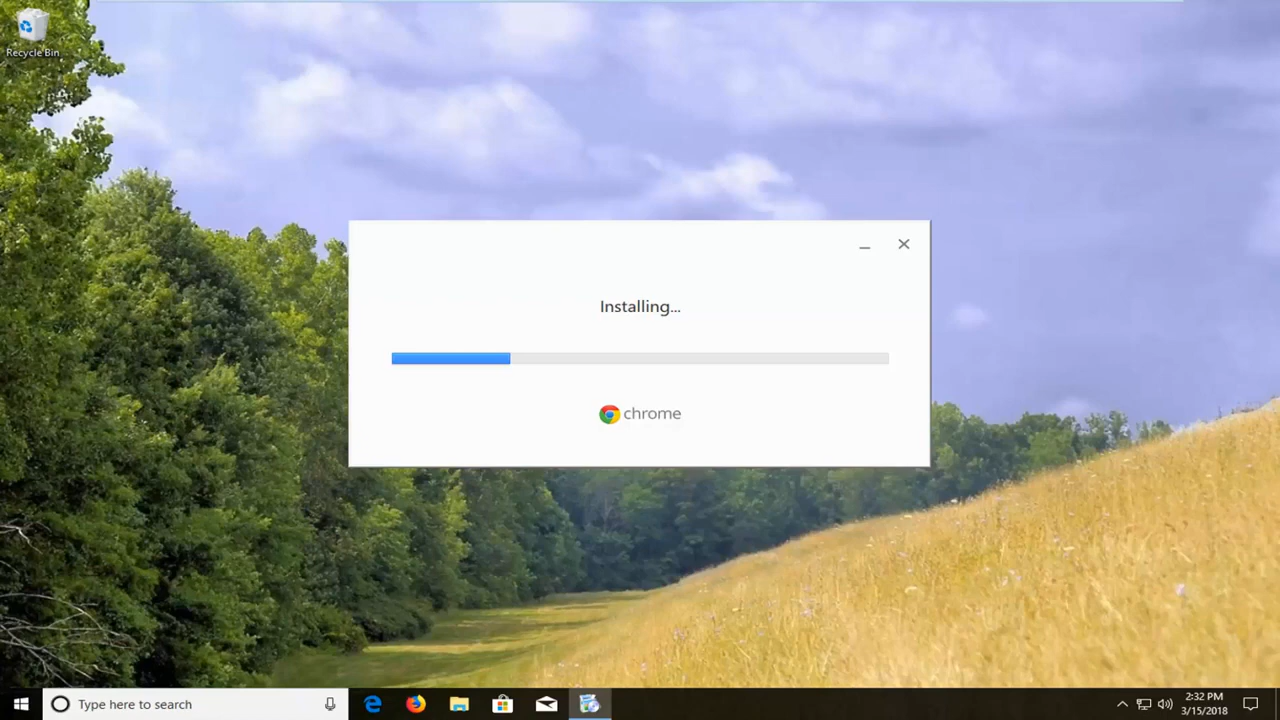 Recycle Bin
Installing...
chrome
Type here to search
2:32 PM
3/15/2018